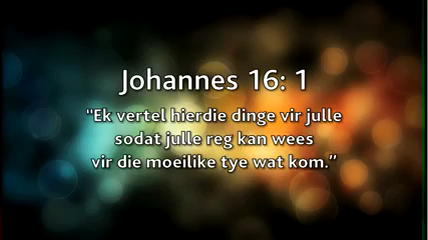 Johannes 16: 1
"Ek vertel hierdie dinge vir julle
sodat julle reg kan wees
vir die moeilike tye wat kom."